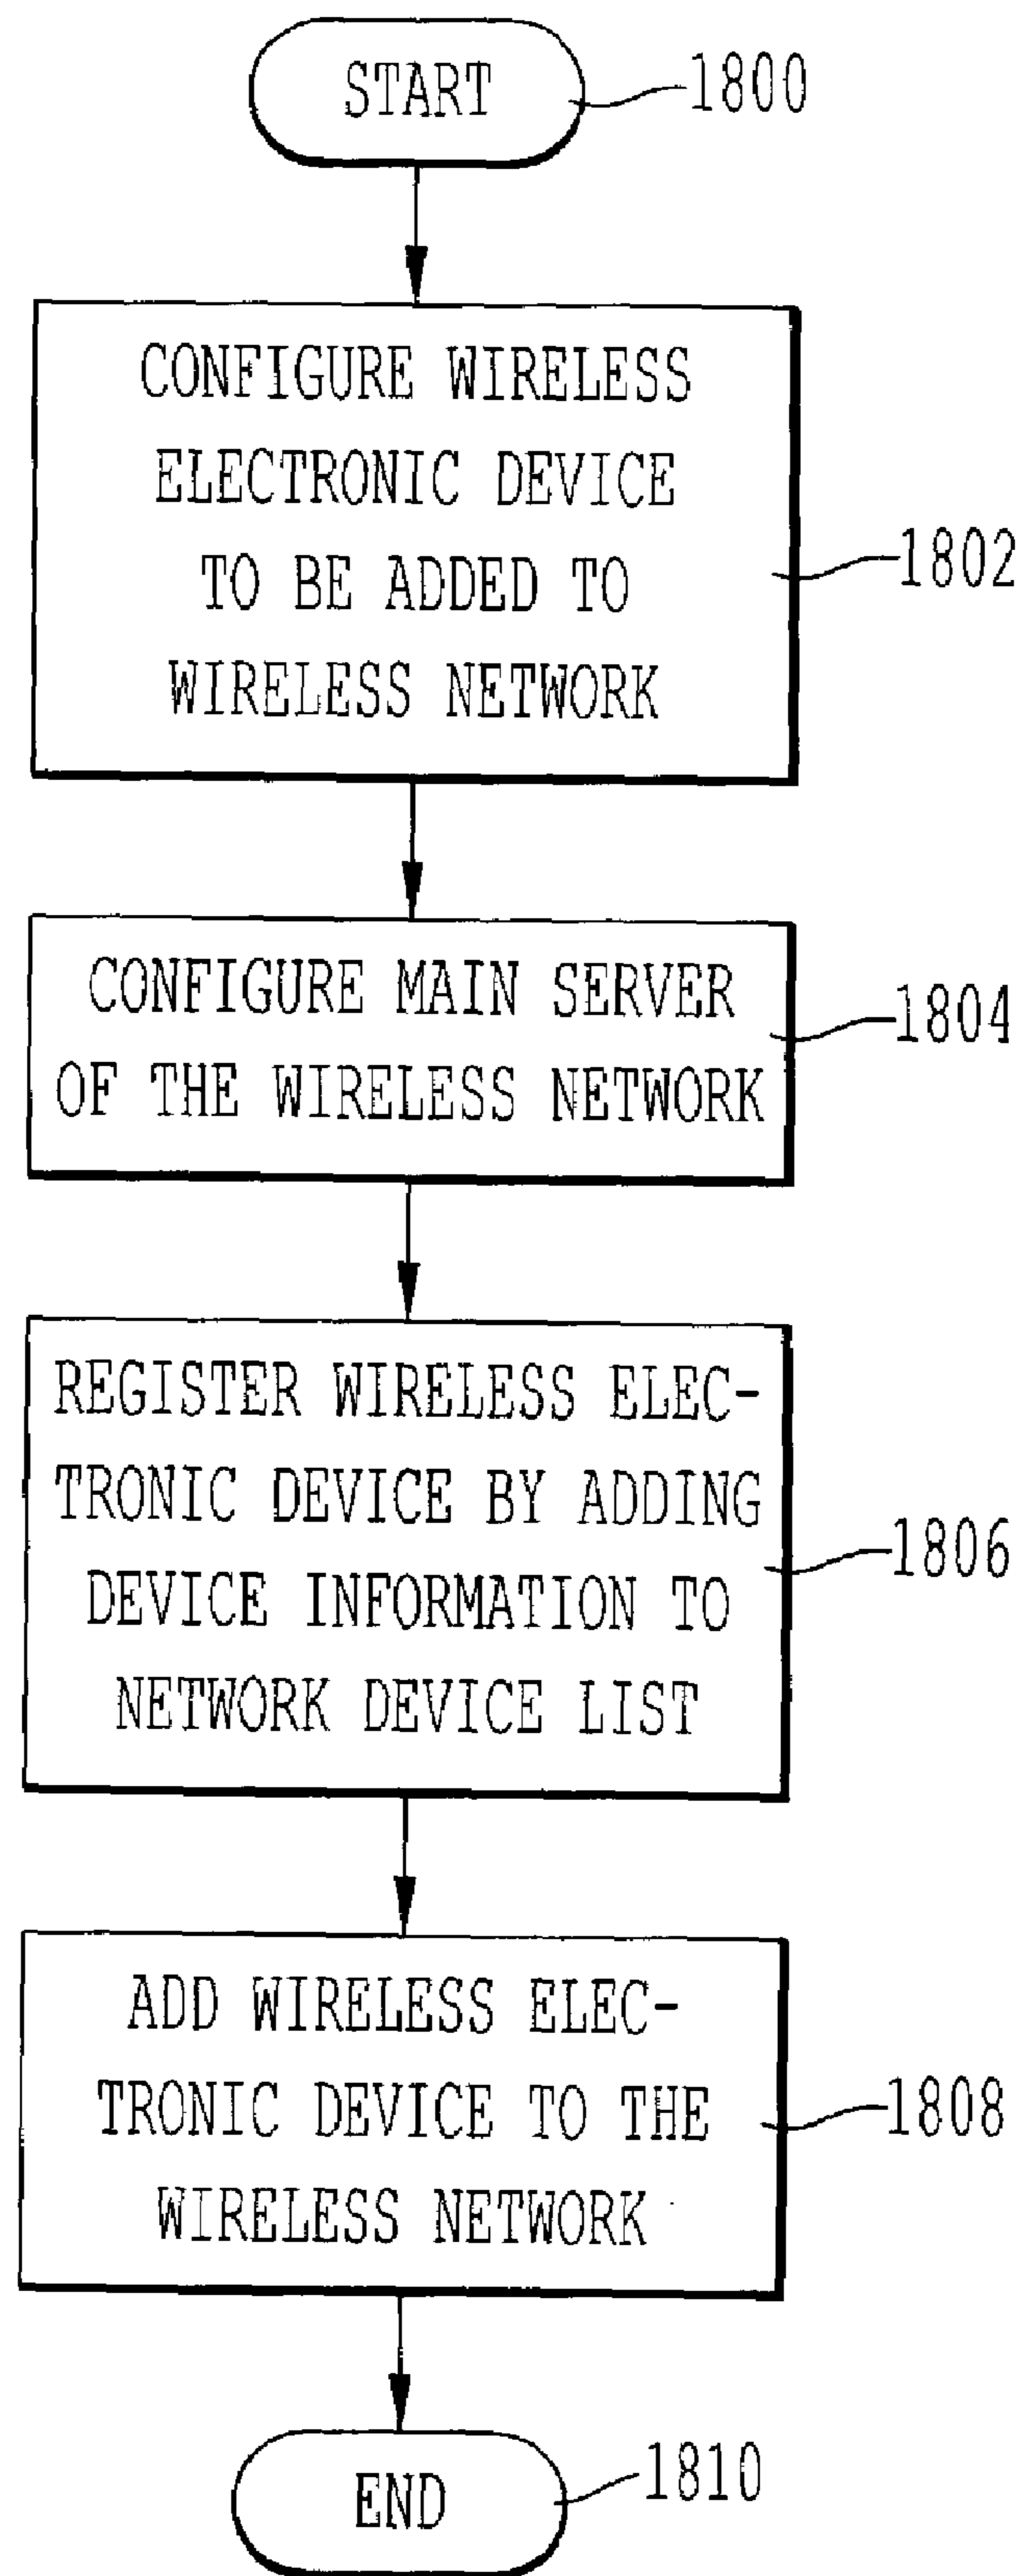 START
1800
CONFIGURE WIRELESS
ELECTRONIC DEVICE
TO BE ADDED TO
WIRELESS NETWORK
1802
CONFIGURE MAIN SERVER
OF THE WIRELESS NETWORK
1804
REGISTER WIRELESS ELEC-
TRONIC DEVICE BY ADDING
DEVICE INFORMATION TO
NETWORK DEVICE LIST
1806
ADD WIRELESS ELEC-
TRONIC DEVICE TO THE
WIRELESS NETWORK
1808
END
1810